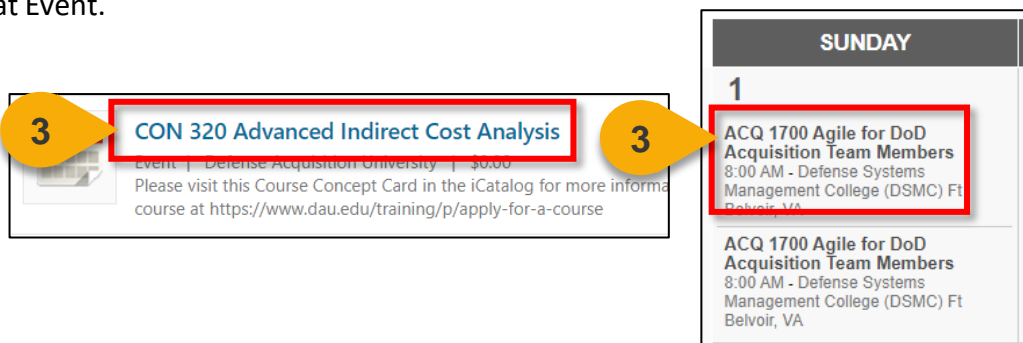 at Event.
3
CON 320 Advanced Indirect Cost Analysis
Event | Defense Acquisition University | $0.00
Please visit this Course Concept Card in the iCatalog for more informa
course at https://www.dau.edu/training/p/apply-for-a-course
SUNDAY
1
3
ACQ 1700 Agile for DoD
Acquisition Team Members
8:00 AM - Defense Systems
Management College (DSMC) Ft
Belvoir, VA
ACQ 1700 Agile for DoD
Acquisition Team Members
8:00 AM - Defense Systems
Management College (DSMC) Ft
Belvoir, VA